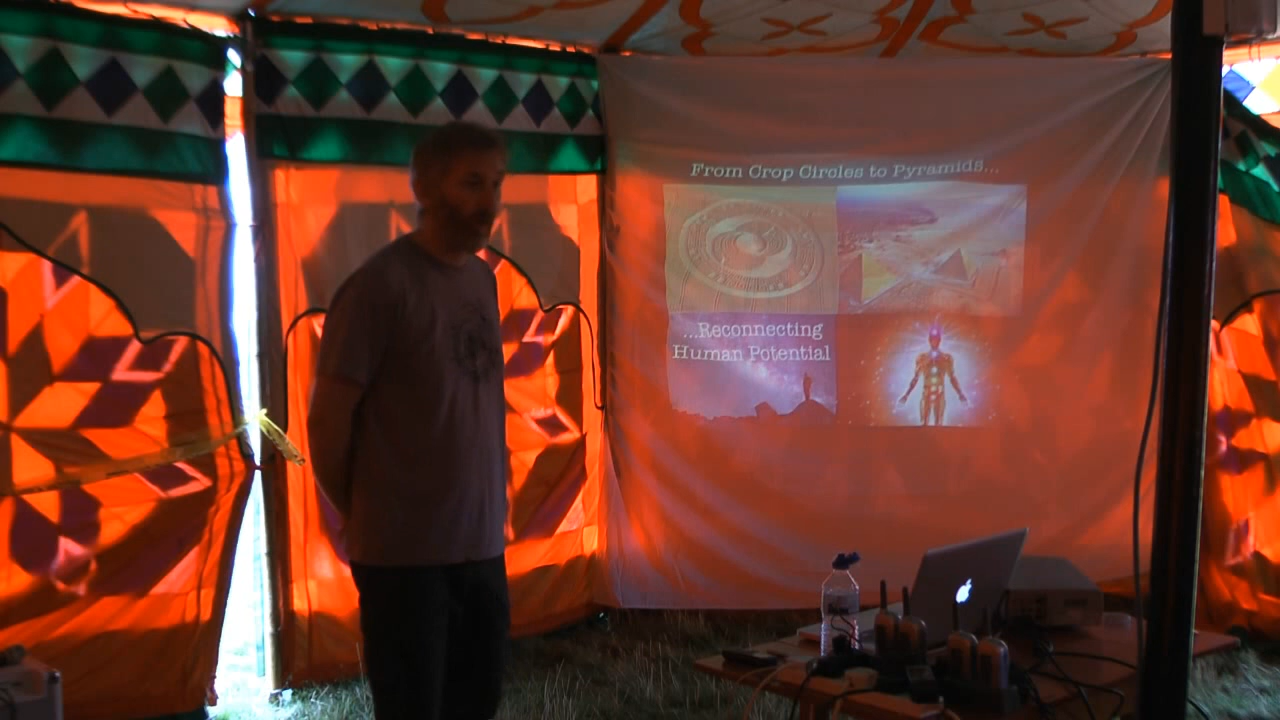 From Crop Circles to Pyramids...
...Reconnecting
Human Potential